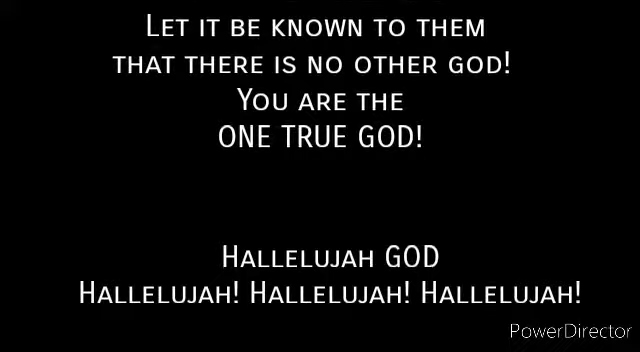 Let it be known to them
that there is no other god!
You are the
ONE TRUE GOD!
Hallelujah GOD
Hallelujah! Hallelujah! Hallelujah!
PowerDirector